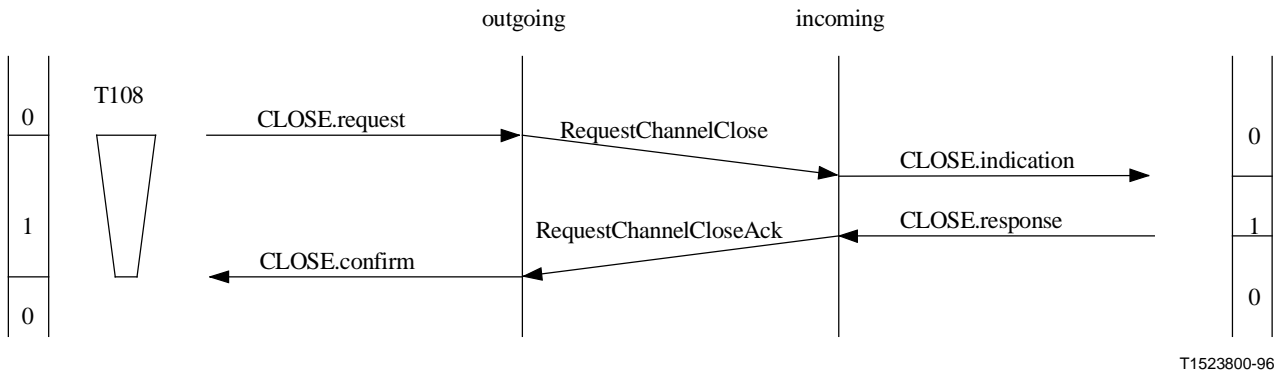 outgoing
incoming
T108
0
CLOSE.request
RequestChannelClose
0
CLOSE.indication
1
RequestChannelCloseAck
CLOSE.response
1
CLOSE.confirm
0
0
T1523800-96